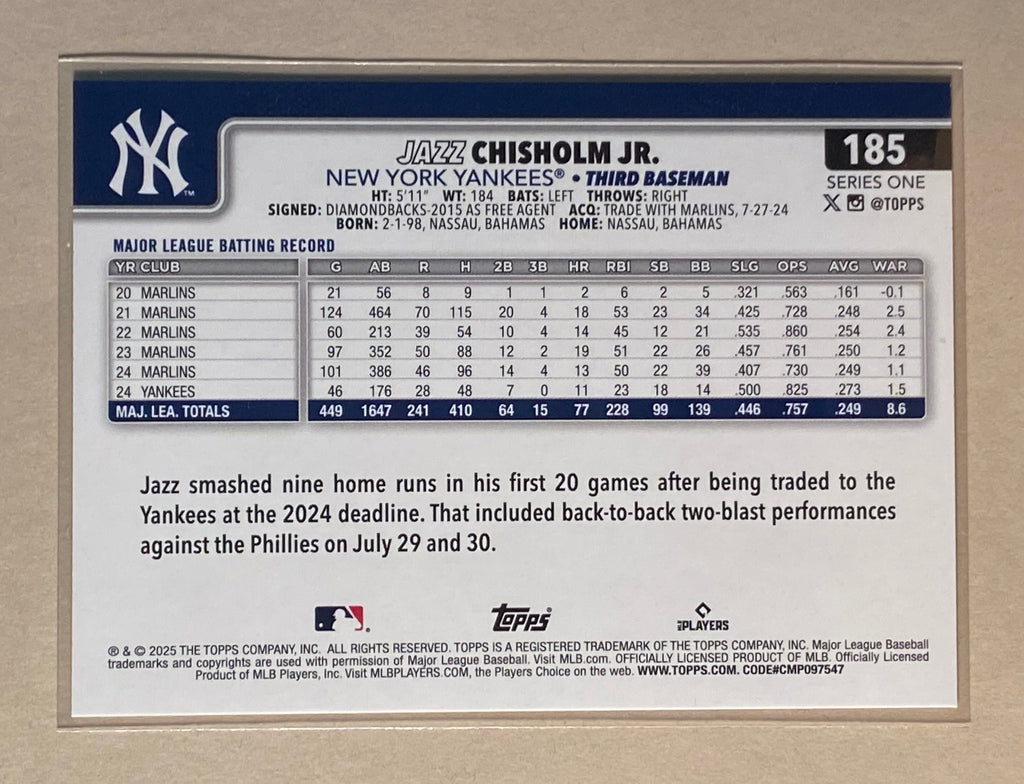 NY
TM
JAZZ CHISHOLM JR.
185
NEW YORK YANKEES® • THIRD BASEMAN
SERIES ONE
HT: 5'11" WT: 184 BATS: LEFT THROWS: RIGHT
X @TOPPS
SIGNED: DIAMONDBACKS-2015 AS FREE AGENT ACQ: TRADE WITH MARLINS, 7-27-24
BORN: 2-1-98, NASSAU, BAHAMAS HOME: NASSAU, BAHAMAS
MAJOR LEAGUE BATTING RECORD
YR CLUB G AB R H 2B 3B HR RBI SB BB SLG OPS AVG WAR
20 MARLINS 21 56 8 9 1 1 2 6 2 5 .321 .563 .161 -0.1
21 MARLINS 124 464 70 115 20 4 18 53 23 34 .425 .728 .248 2.5
22 MARLINS 60 213 39 54 10 4 14 45 12 21 .535 .860 .254 2.4
23 MARLINS 97 352 50 88 12 2 19 51 22 26 .457 .761 .250 1.2
24 MARLINS 101 386 46 96 14 4 13 50 22 39 .407 .730 .249 1.1
24 YANKEES 46 176 28 48 7 0 11 23 18 14 .500 .825 .273 1.5
MAJ. LEA. TOTALS 449 1647 241 410 64 15 77 228 99 139 .446 .757 .249 8.6
Jazz smashed nine home runs in his first 20 games after being traded to the
Yankees at the 2024 deadline. That included back-to-back two-blast performances
against the Phillies on July 29 and 30.
Topps® PLAYERS
® & © 2025 THE TOPPS COMPANY, INC. ALL RIGHTS RESERVED. TOPPS IS A REGISTERED TRADEMARK OF THE TOPPS COMPANY, INC. Major League Baseball
trademarks and copyrights are used with permission of Major League Baseball. Visit MLB.com. OFFICIALLY LICENSED PRODUCT OF MLB. Officially Licensed
Product of MLB Players, Inc. Visit MLBPLAYERS.COM, the Players Choice on the web. WWW.TOPPS.COM. CODE#CMP097547